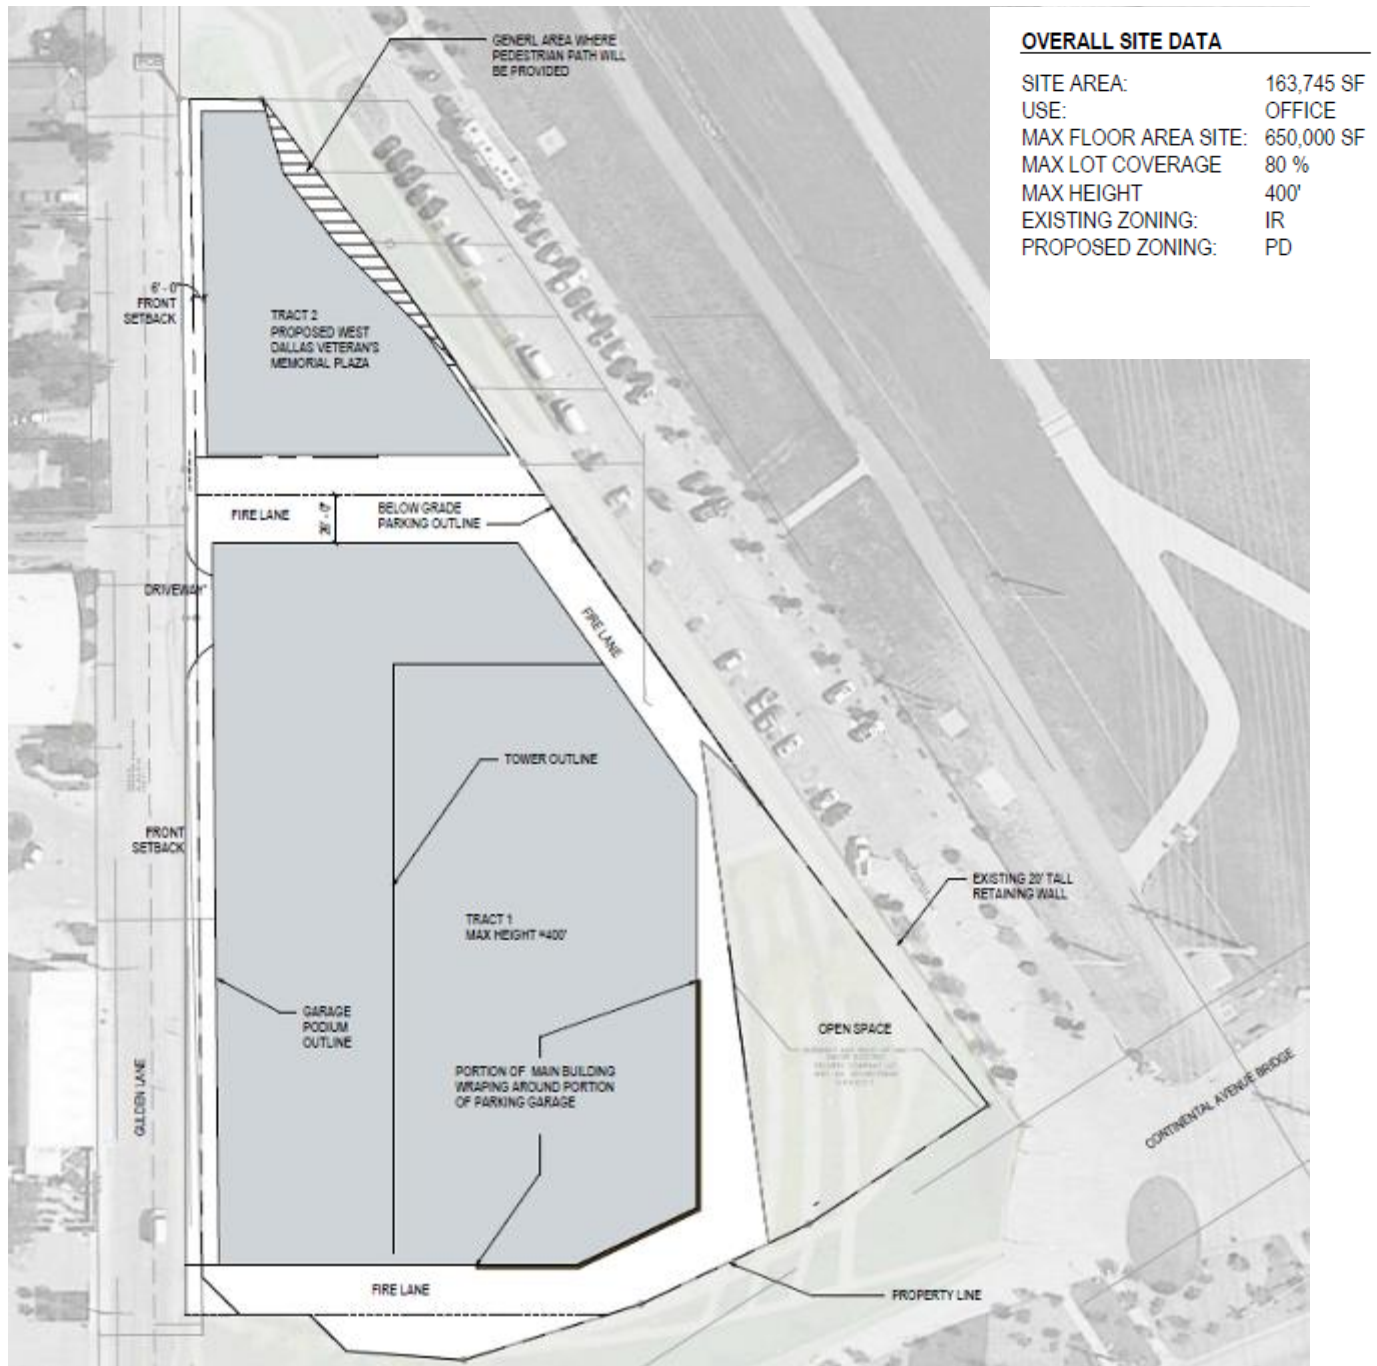 GENERL AREA WHERE
PEDESTRIAN PATH WILL
BE PROVIDED
OVERALL SITE DATA
SITE AREA: 163,745 SF
USE: OFFICE
MAX FLOOR AREA SITE: 650,000 SF
MAX LOT COVERAGE 80 %
MAX HEIGHT 400'
EXISTING ZONING: IR
PROPOSED ZONING: PD
POB
6' - 0"
FRONT
SETBACK
TRACT 2
PROPOSED WEST
DALLAS VETERAN'S
MEMORIAL PLAZA
FIRE LANE
26' - 0"
BELOW GRADE
PARKING OUTLINE
DRIVEWAY
FIRE LANE
TOWER OUTLINE
FRONT
SETBACK
TRACT 1
MAX HEIGHT =400'
EXISTING 20' TALL
RETAINING WALL
GARAGE
PODIUM
OUTLINE
OPEN SPACE
PORTION OF MAIN BUILDING
WRAPING AROUND PORTION
OF PARKING GARAGE
GULDEN LANE
CONTINENTAL AVENUE BRIDGE
FIRE LANE
PROPERTY LINE